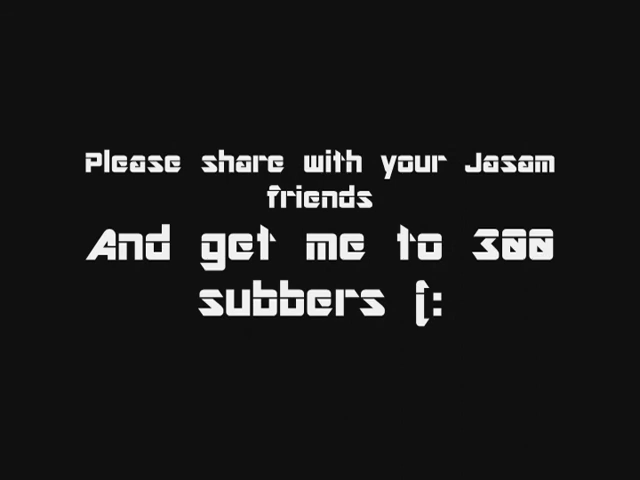 Please share with your Jasam
friends
And get me to 300
subbers (: